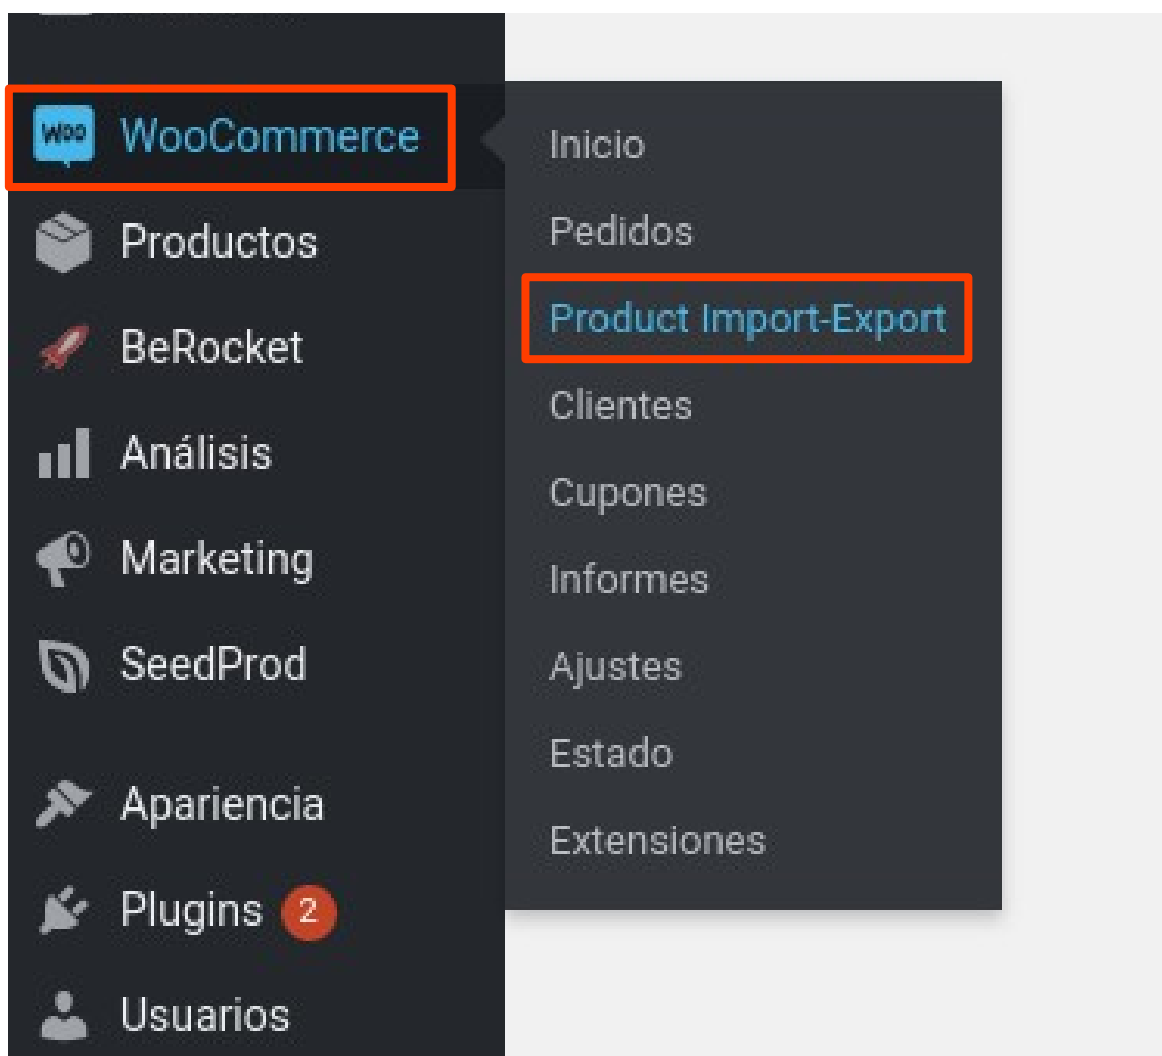 Woo
WooCommerce
Productos
BeRocket
Análisis
Marketing
SeedProd
Apariencia
Plugins 2
Usuarios
Inicio
Pedidos
Product Import-Export
Clientes
Cupones
Informes
Ajustes
Estado
Extensiones